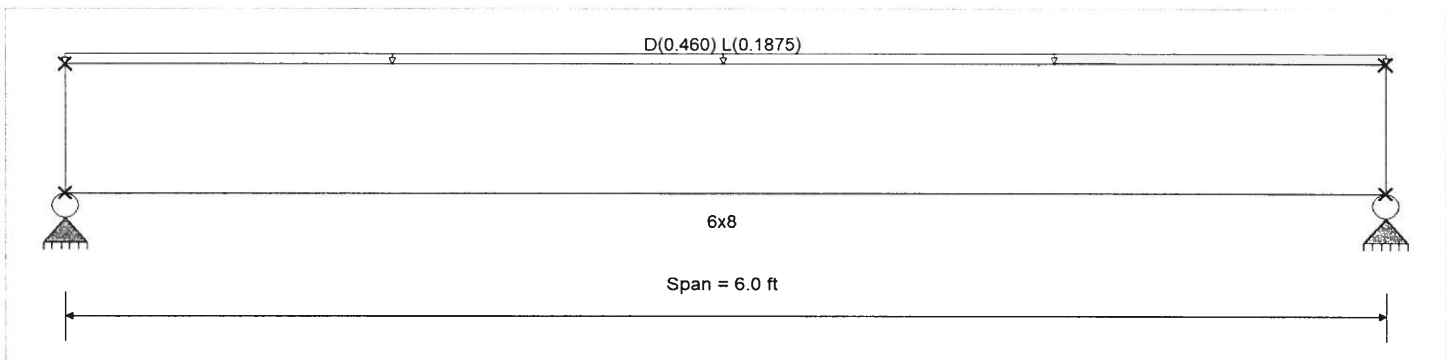 D(0.460) L(0.1875)
6x8
Span = 6.0 ft